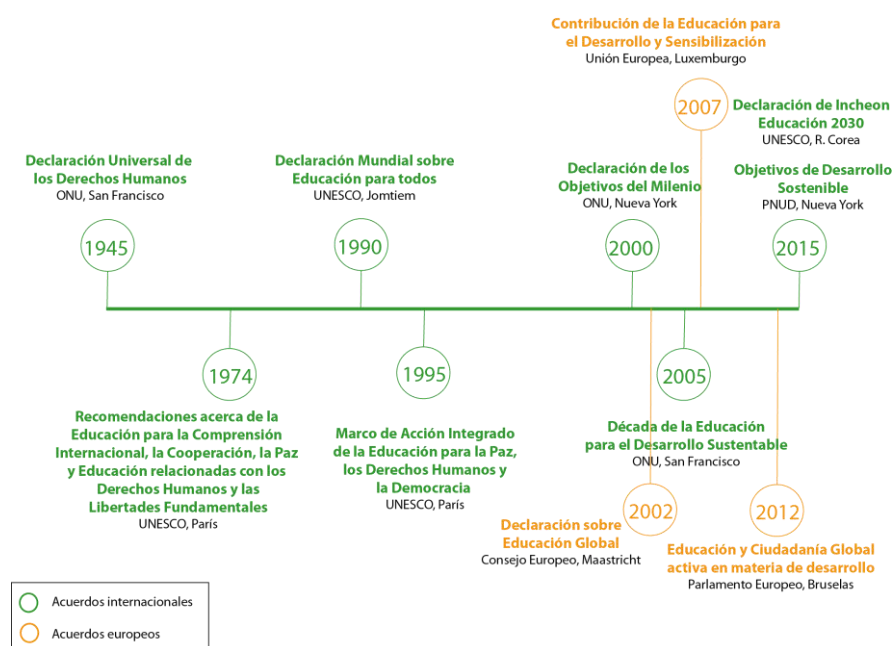 Contribución de la Educación para
el Desarrollo y Sensibilización
Unión Europea, Luxemburgo
2007
Declaración de Incheon
Educación 2030
UNESCO, R. Corea
Declaración Universal de
los Derechos Humanos
ONU, San Francisco
1945
Declaración Mundial sobre
Educación para todos
UNESCO, Jomtiem
1990
Declaración de los
Objetivos del Milenio
ONU, Nueva York
2000
Objetivos de Desarrollo
Sostenible
PNUD, Nueva York
2015
1974
Recomendaciones acerca de la
Educación para la Comprensión
Internacional, la Cooperación, la Paz
y Educación relacionadas con los
Derechos Humanos y las
Libertades Fundamentales
UNESCO, París
1995
Marco de Acción Integrado
de la Educación para la Paz,
los Derechos Humanos y
la Democracia
UNESCO, París
2005
Década de la Educación
para el Desarrollo Sustentable
ONU, San Francisco
2002
Declaración sobre
Educación Global
Consejo Europeo, Maastricht
2012
Educación y Ciudadanía Global
activa en materia de desarrollo
Parlamento Europeo, Bruselas
Acuerdos internacionales
Acuerdos europeos